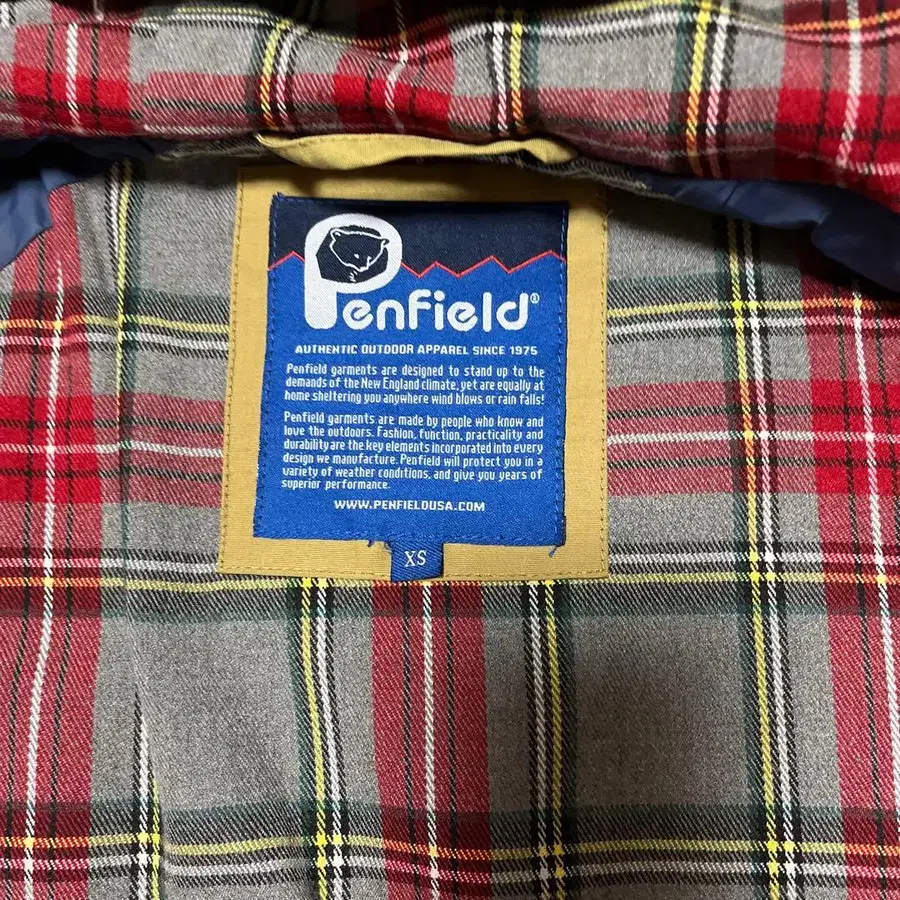 Penfield®
AUTHENTIC OUTDOOR APPAREL SINCE 1975
Penfield garments are designed to stand up to the
demands of the New England climate, yet are equally at
home sheltering you anywhere wind blows or rain falls!
Penfield garments are made by people who know and
love the outdoors. Fashion, function, practicality and
durability are the key elements incorporated into every
design we manufacture. Penfield will protect you in a
variety of weather conditions, and give you years of
superior performance.
WWW.PENFIELDUSA.COM
XS